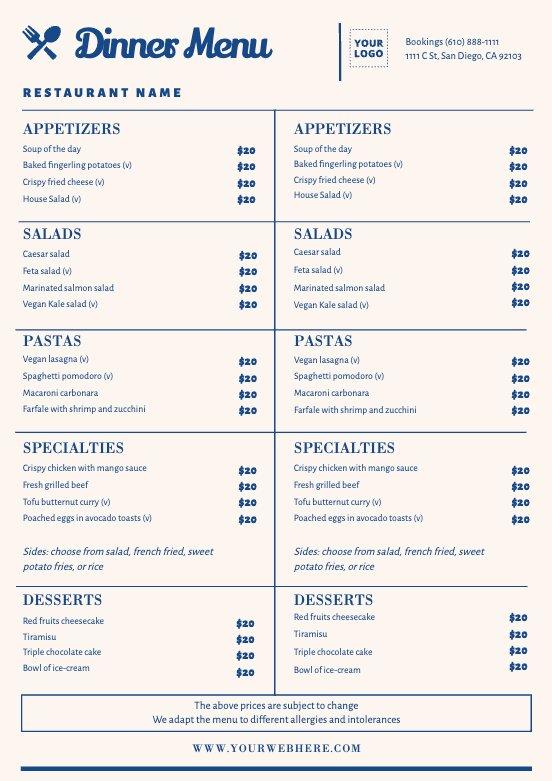 Dinner Menu
YOUR
LOGO
Bookings (610) 888-1111
1111 C St, San Diego, CA 92103
RESTAURANT NAME
APPETIZERS
Soup of the day $20
Baked fingerling potatoes (v) $20
Crispy fried cheese (v) $20
House Salad (v) $20
SALADS
Caesar salad $20
Feta salad (v) $20
Marinated salmon salad $20
Vegan Kale salad (v) $20
PASTAS
Vegan lasagna (v) $20
Spaghetti pomodoro (v) $20
Macaroni carbonara $20
Farfale with shrimp and zucchini $20
SPECIALTIES
Crispy chicken with mango sauce $20
Fresh grilled beef $20
Tofu butternut curry (v) $20
Poached eggs in avocado toasts (v) $20
Sides: choose from salad, french fried, sweet
potato fries, or rice
DESSERTS
Red fruits cheesecake $20
Tiramisu $20
Triple chocolate cake $20
Bowl of ice-cream $20
APPETIZERS
Soup of the day $20
Baked fingerling potatoes (v) $20
Crispy fried cheese (v) $20
House Salad (v) $20
SALADS
Caesar salad $20
Feta salad (v) $20
Marinated salmon salad $20
Vegan Kale salad (v) $20
PASTAS
Vegan lasagna (v) $20
Spaghetti pomodoro (v) $20
Macaroni carbonara $20
Farfale with shrimp and zucchini $20
SPECIALTIES
Crispy chicken with mango sauce $20
Fresh grilled beef $20
Tofu butternut curry (v) $20
Poached eggs in avocado toasts (v) $20
Sides: choose from salad, french fried, sweet
potato fries, or rice
DESSERTS
Red fruits cheesecake $20
Tiramisu $20
Triple chocolate cake $20
Bowl of ice-cream $20
The above prices are subject to change
We adapt the menu to different allergies and intolerances
WWW.YOURWEBHERE.COM